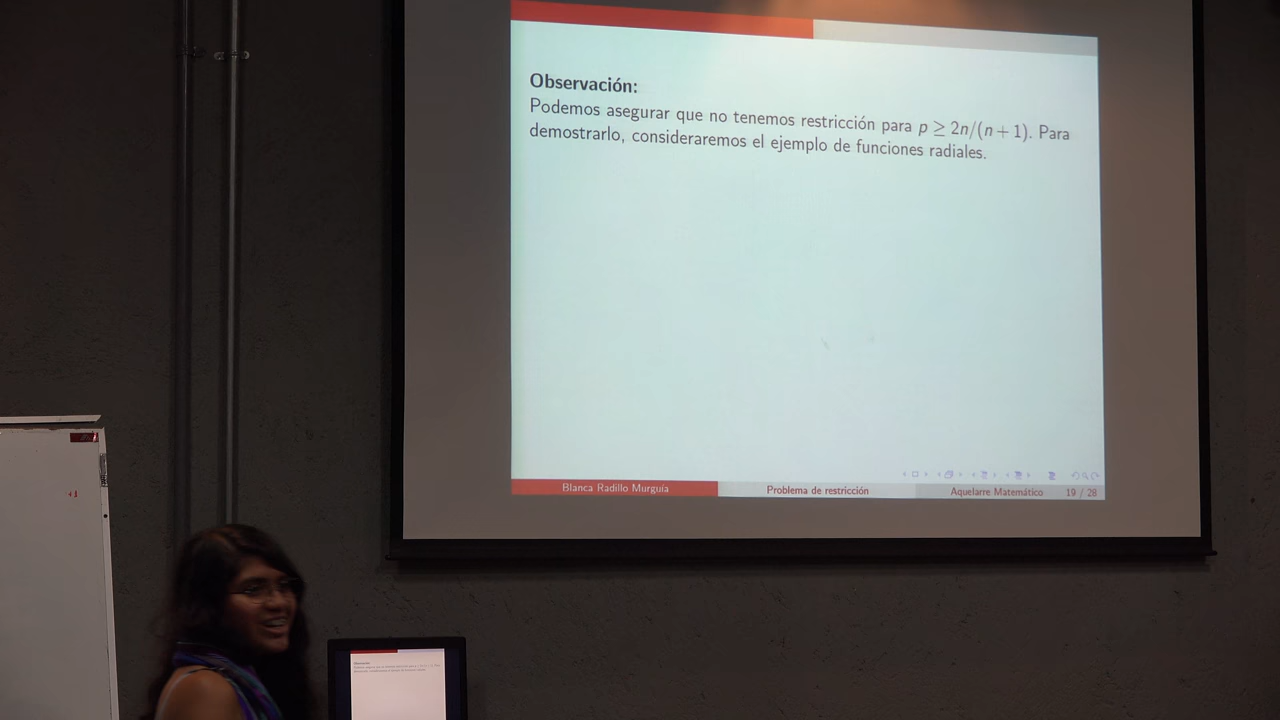 Observación:
Podemos asegurar que no tenemos restricción para p ≥ 2n/(n + 1). Para
demostrarlo, consideraremos el ejemplo de funciones radiales.
Blanca Radillo Murguía
Problema de restricción
Aquelarre Matemático
19 / 28